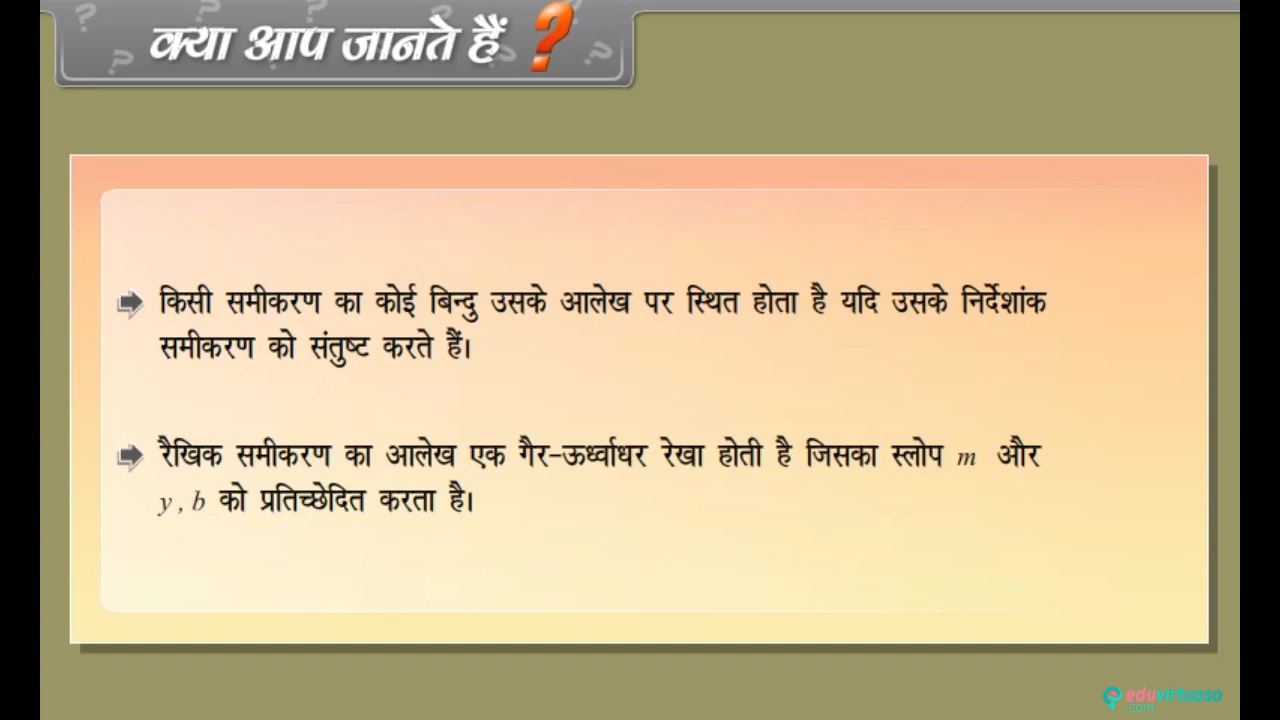 क्या आप जानते हैं ?
किसी समीकरण का कोई बिन्दु उसके आलेख पर स्थित होता है यदि उसके निर्देशांक
समीकरण को संतुष्ट करते हैं।
रैखिक समीकरण का आलेख एक गैर-ऊर्ध्वाधर रेखा होती है जिसका स्लोप m और
y , b को प्रतिच्छेदित करता है।
eduvirtuoso
.com